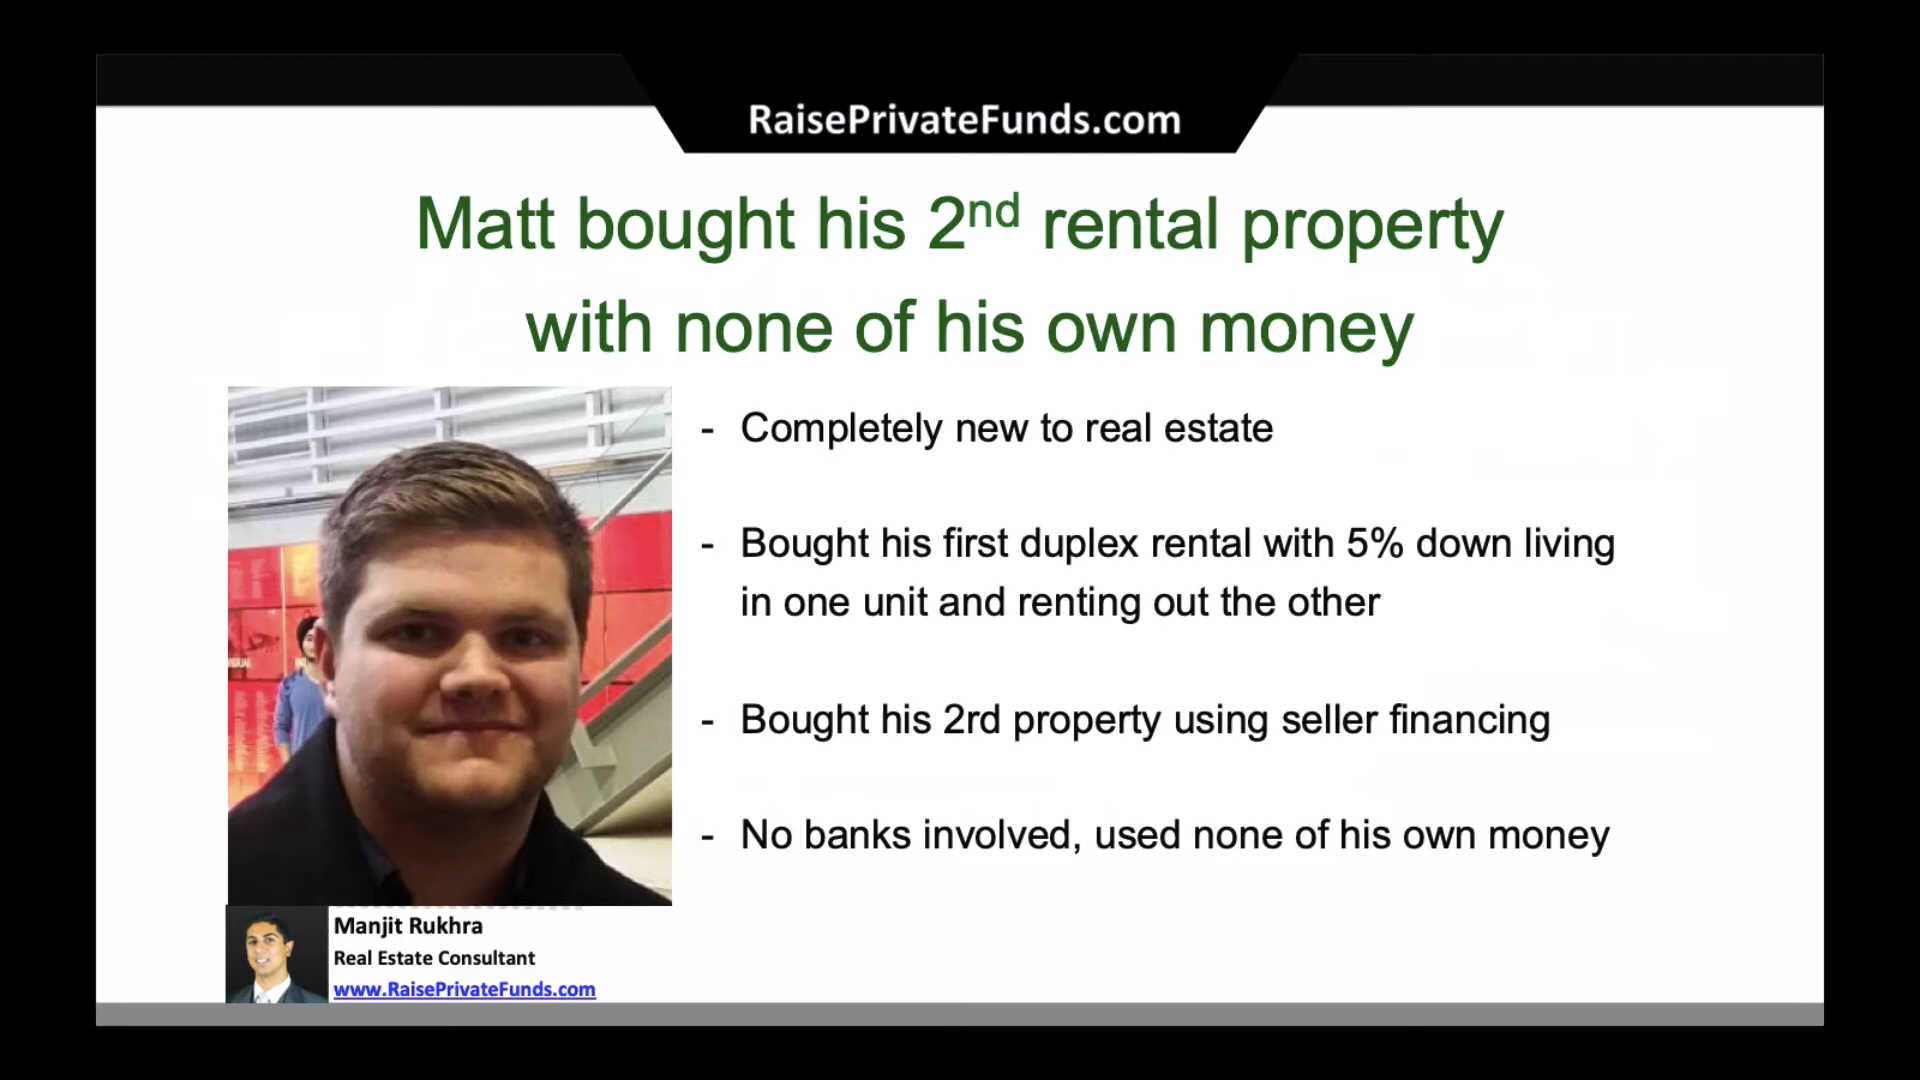 RaisePrivateFunds.com
Matt bought his 2nd rental property
with none of his own money
- Completely new to real estate
- Bought his first duplex rental with 5% down living
in one unit and renting out the other
- Bought his 2rd property using seller financing
- No banks involved, used none of his own money
Manjit Rukhra
Real Estate Consultant
www.RaisePrivateFunds.com